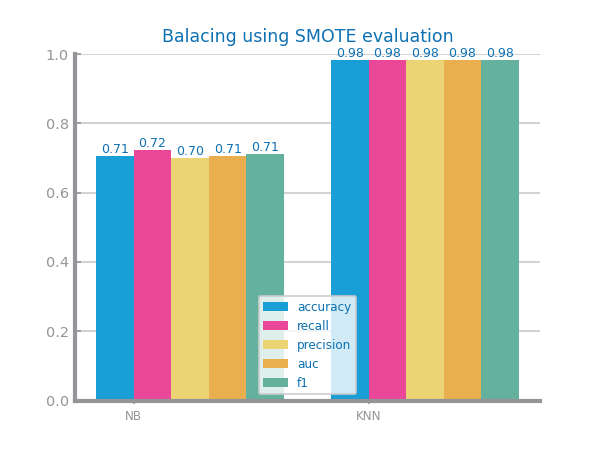 Balacing using SMOTE evaluation
1.0
0.8
0.6
0.4
0.2
0.0
0.71
0.72
0.70
0.71
0.71
0.98
0.98
0.98
0.98
0.98
accuracy
recall
precision
auc
f1
NB
KNN